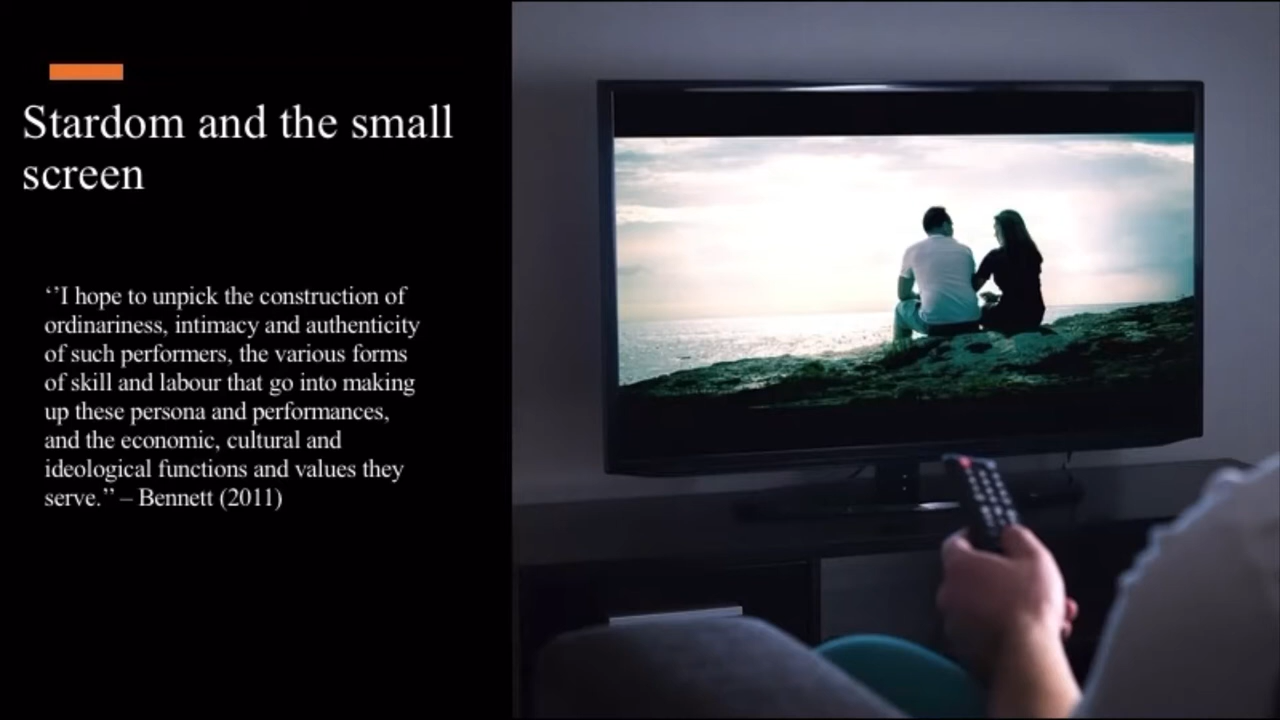 Stardom and the small
screen
‘’I hope to unpick the construction of
ordinariness, intimacy and authenticity
of such performers, the various forms
of skill and labour that go into making
up these persona and performances,
and the economic, cultural and
ideological functions and values they
serve.’’ – Bennett (2011)